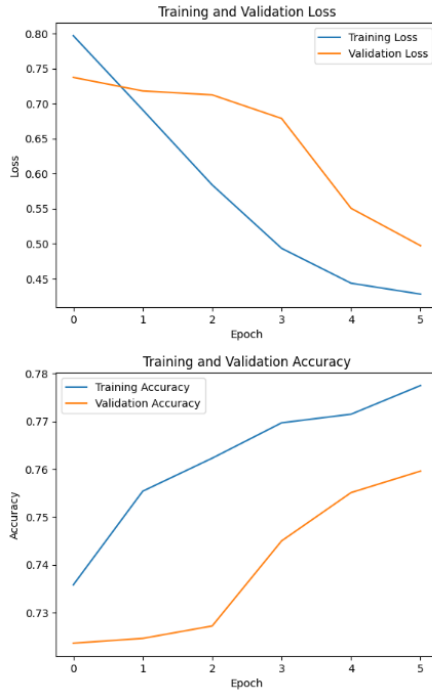 Training and Validation Loss
Training Loss
Validation Loss
0.80
0.75
0.70
0.65
0.60
0.55
0.50
0.45
Loss
0 1 2 3 4 5
Epoch
Training and Validation Accuracy
Training Accuracy
Validation Accuracy
0.78
0.77
0.76
0.75
0.74
0.73
Accuracy
0 1 2 3 4 5
Epoch